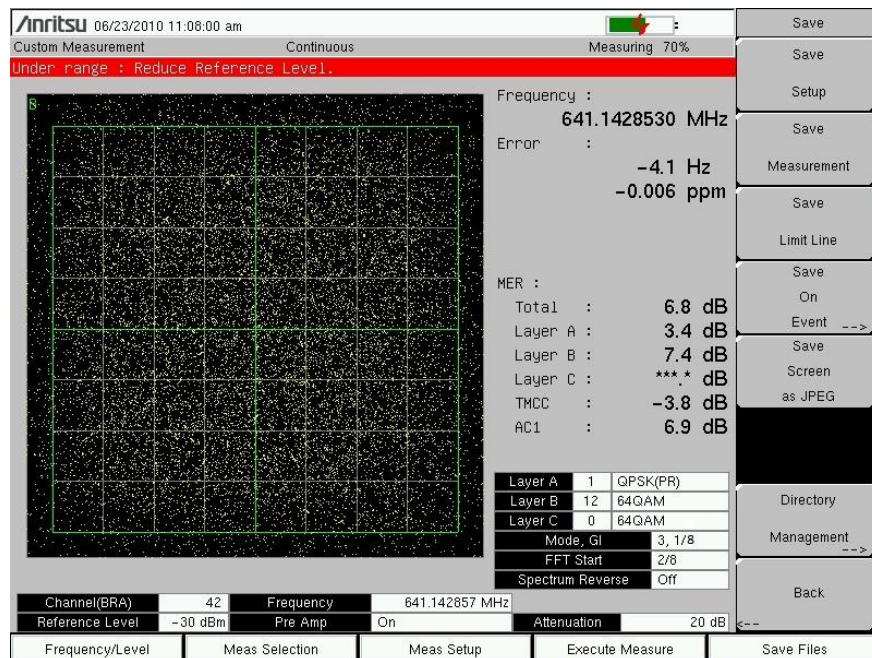 Anritsu 06/23/2010 11:08:00 am
Custom Measurement Continuous Measuring 70%
Under range : Reduce Reference Level.
Frequency :
641.1428530 MHz
Error :
-4.1 Hz
-0.006 ppm
MER :
Total : 6.8 dB
Layer A : 3.4 dB
Layer B : 7.4 dB
Layer C : ***.* dB
TMCC : -3.8 dB
AC1 : 6.9 dB
Layer A 1 QPSK(PR)
Layer B 12 64QAM
Layer C 0 64QAM
Mode, GI 3, 1/8
FFT Start 2/8
Spectrum Reverse Off
Channel(BRA) 42 Frequency 641.142857 MHz
Reference Level -30 dBm Pre Amp On Attenuation 20 dB
Save
Save
Setup
Save
Measurement
Save
Limit Line
Save
On
Event -->
Save
Screen
as JPEG
Directory
Management
-->
Back
<--
Frequency/Level Meas Selection Meas Setup Execute Measure Save Files